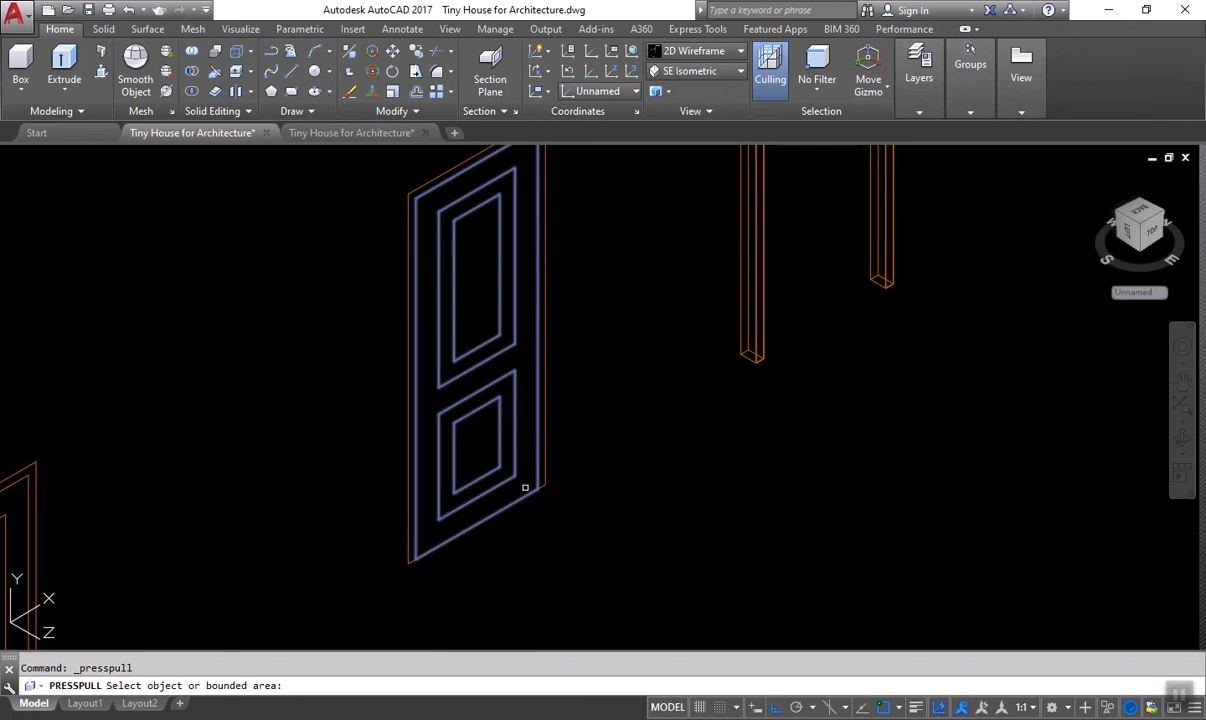 Autodesk AutoCAD 2017 Tiny House for Architecture.dwg
Type a keyword or phrase
Sign In
Home Solid Surface Mesh Visualize Parametric Insert Annotate View Manage Output Add-ins A360 Express Tools Featured Apps BIM 360 Performance
Box
Extrude
Smooth
Object
Section
Plane
Unnamed
2D Wireframe
SE Isometric
Culling
No Filter
Move
Gizmo
Layers
Groups
View
Modeling
Mesh
Solid Editing
Draw
Modify
Section
Coordinates
View
Selection
Start
Tiny House for Architecture*
Tiny House for Architecture*
BACK
LEFT
TOP
W
N
S
E
Unnamed
Y
X
Z
Command: _presspull
PRESSPULL Select object or bounded area:
Model Layout1 Layout2
MODEL
1:1